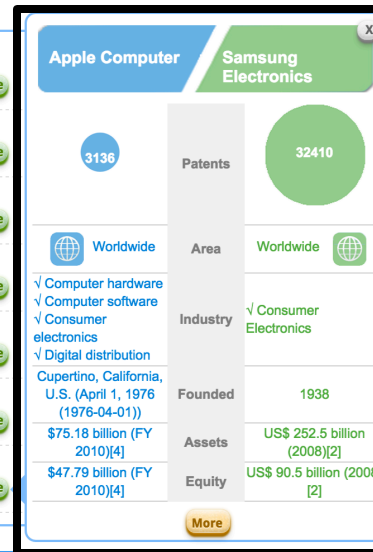 X
Apple Computer
Samsung
Electronics
3136
Patents
32410
Worldwide
Area
Worldwide
√ Computer hardware
√ Computer software
√ Consumer
electronics
√ Digital distribution
Industry
√ Consumer
Electronics
Cupertino, California,
U.S. (April 1, 1976
(1976-04-01))
Founded
1938
$75.18 billion (FY
2010)[4]
Assets
US$ 252.5 billion
(2008)[2]
$47.79 billion (FY
2010)[4]
Equity
US$ 90.5 billion (2008)
[2]
More